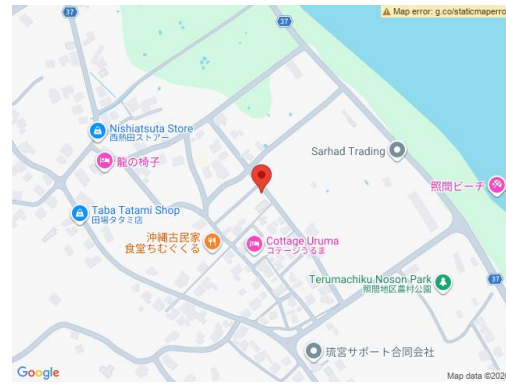 37
37
⚠ Map error: g.co/staticmaperro
Nishiatsuta Store
西熱田ストアー
Sarhad Trading
龍の椅子
照間ビーチ
Taba Tatami Shop
田場タタミ店
沖縄古民家
食堂ちむぐくる
Cottage Uruma
コテージうるま
Terumachiku Noson Park
照間地区農村公園
37
琉宮サポート合同会社
Google
Map data ©2026